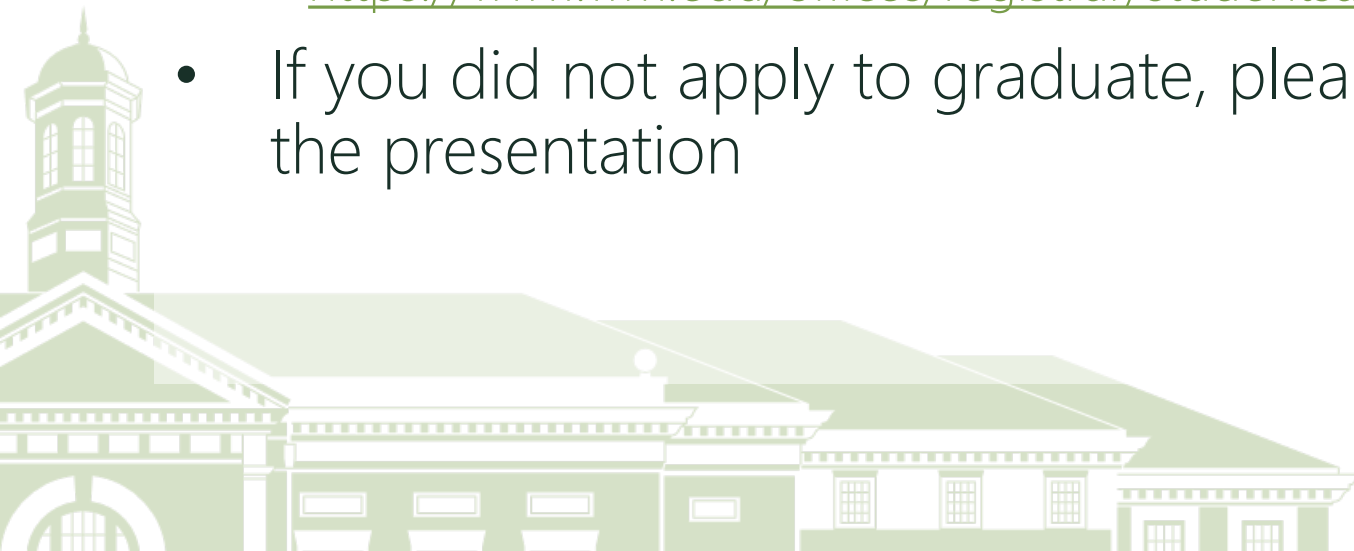 • If you did not apply to graduate, plea
the presentation